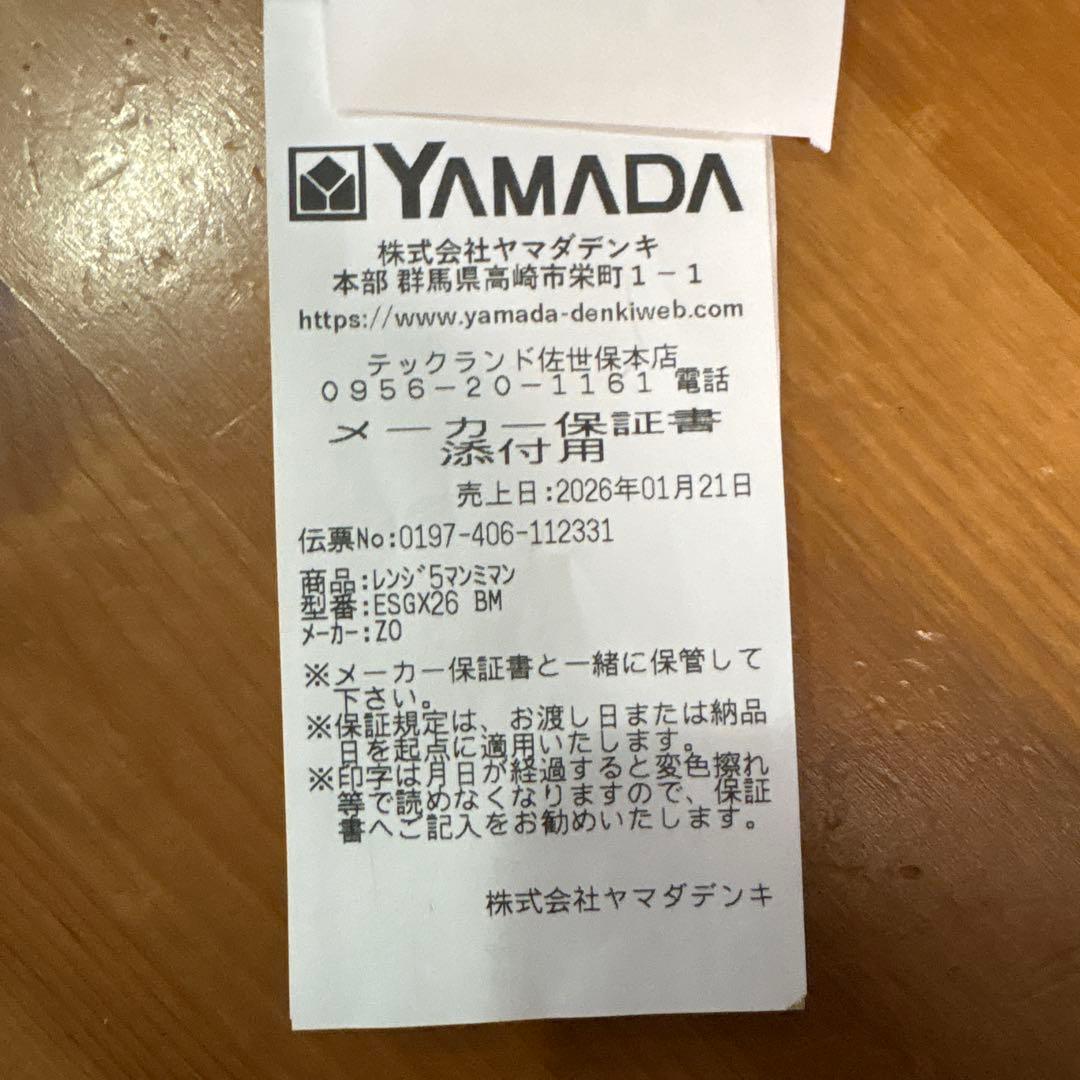 YAMADA
株式会社ヤマダデンキ
本部 群馬県高崎市栄町1-1
https://www.yamada-denkiweb.com
テックランド佐世保本店
0956-20-1161 電話
メーカー保証書
添付用
売上日:2026年01月21日
伝票No:0197-406-112331
商品:ﾚﾝｼﾞ5ﾏﾝﾐﾏﾝ
型番:ESGX26 BM
ﾒｰｶｰ:ZO
※メーカー保証書と一緒に保管して
下さい。
※保証規定は、お渡し日または納品
日を起点に適用いたします。
※印字は月日が経過すると変色擦れ
等で読めなくなりますので、保証
書へご記入をお勧めいたします。
株式会社ヤマダデンキ